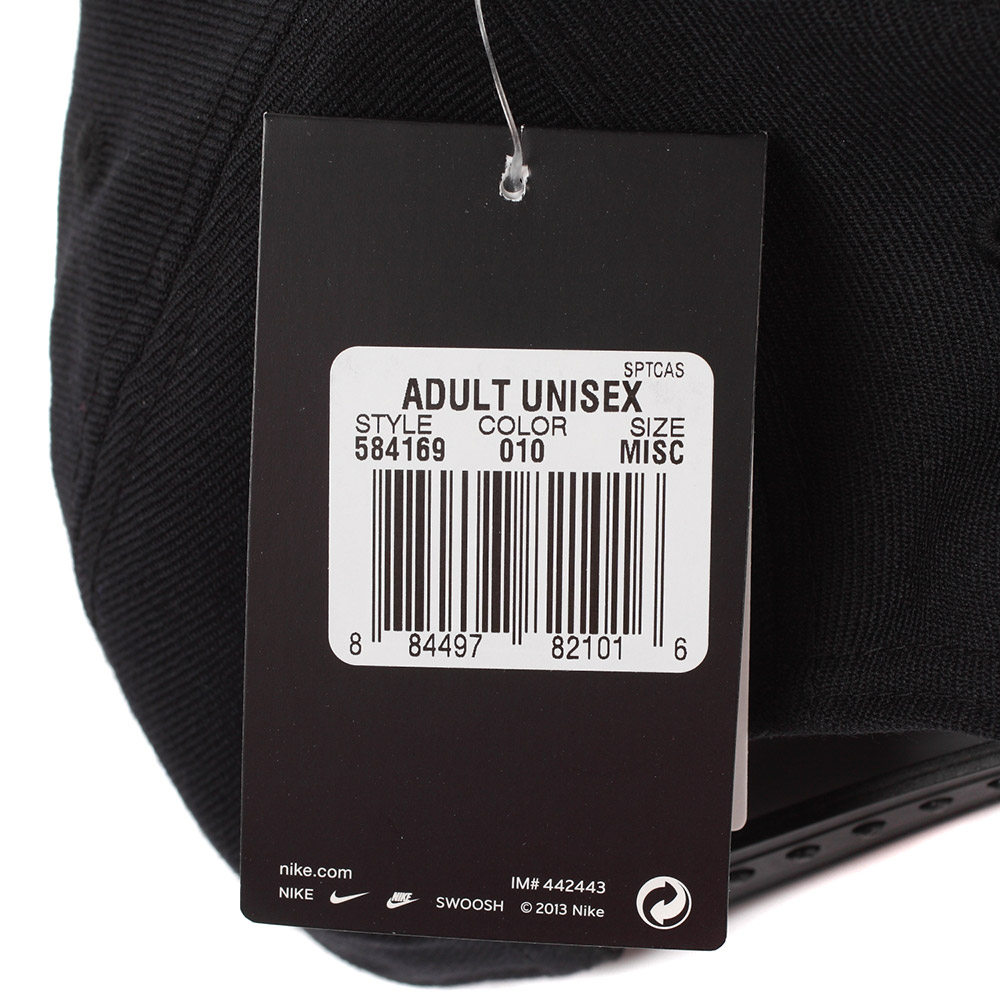 SPTCAS
ADULT UNISEX
STYLE COLOR SIZE
584169 010 MISC
8 84497 82101 6
nike.com
IM# 442443
NIKE NIKE SWOOSH © 2013 Nike